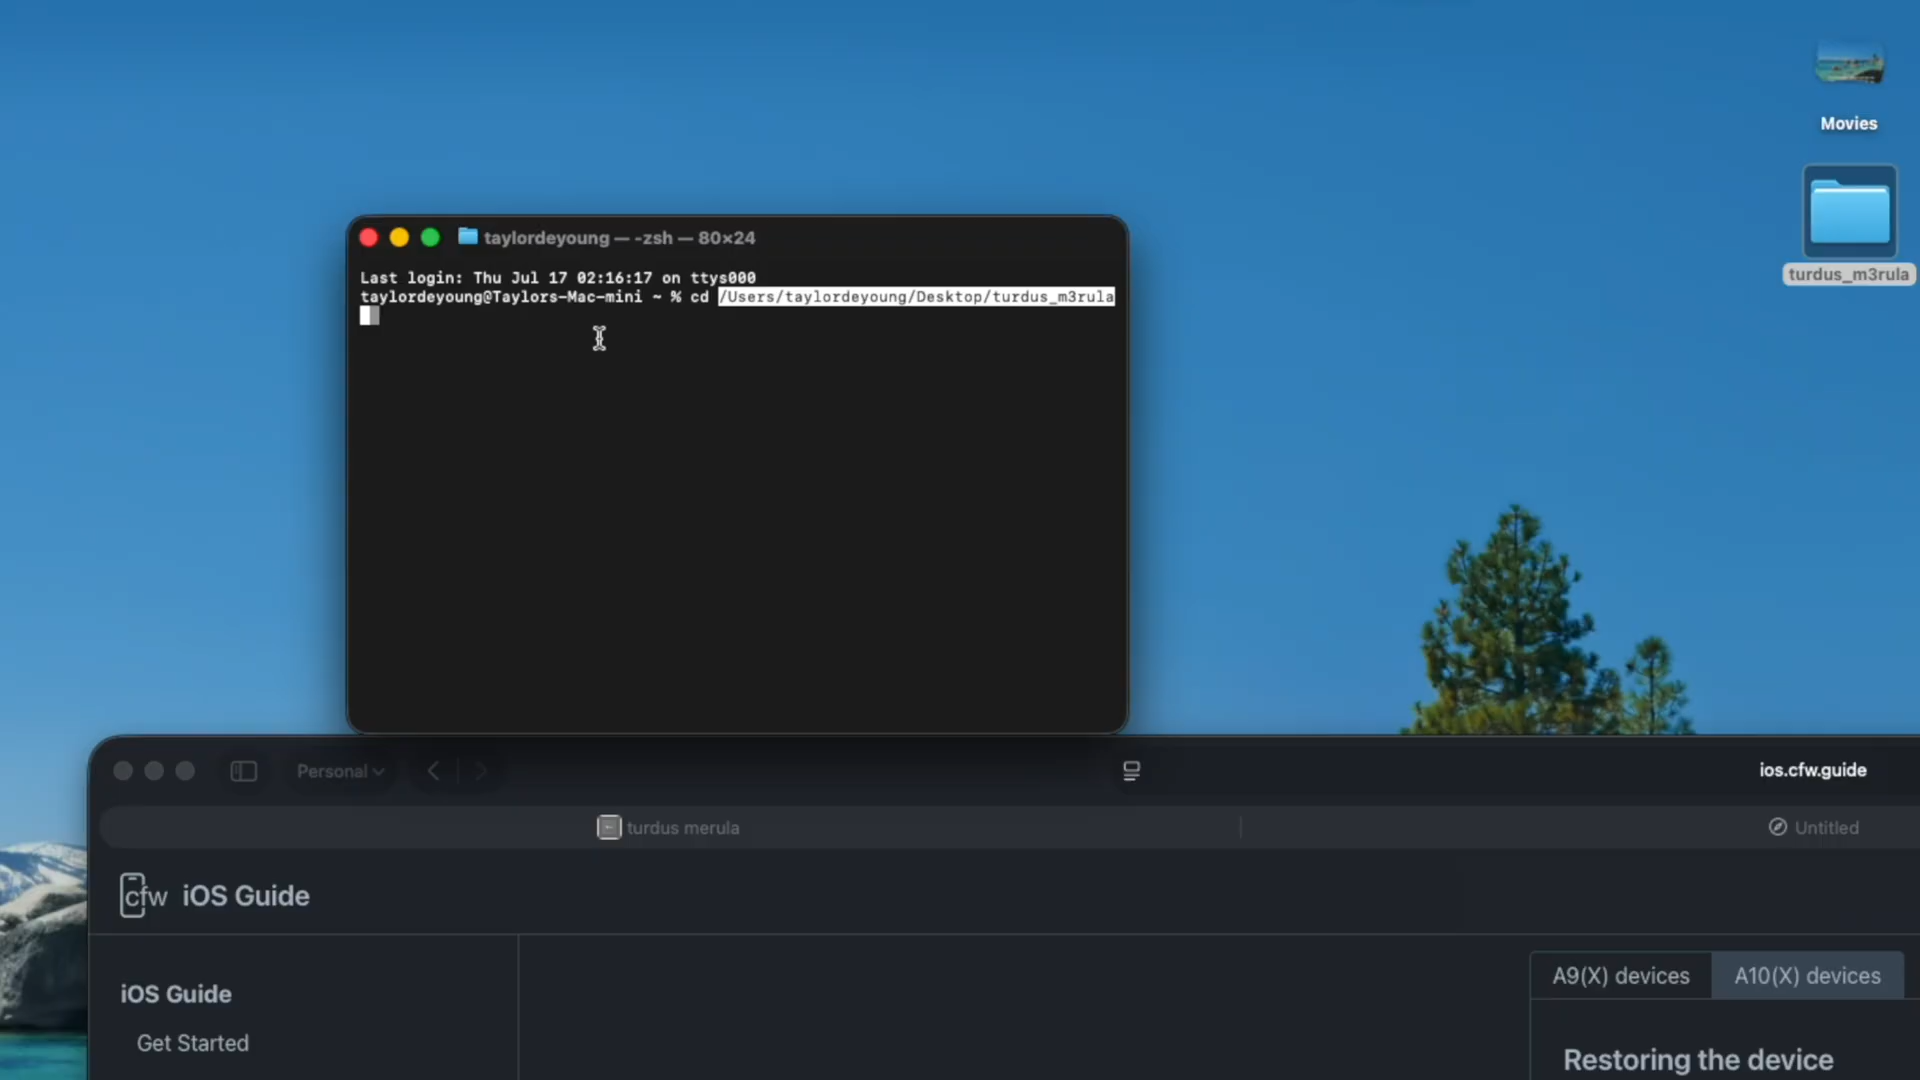 Movies
turdus_m3rula
taylordeyoung — -zsh — 80×24
Last login: Thu Jul 17 02:16:17 on ttys000
taylordeyoung@Taylors-Mac-mini ~ % cd /Users/taylordeyoung/Desktop/turdus_m3rula
Personal
ios.cfw.guide
turdus merula
Untitled
cfw iOS Guide
iOS Guide
Get Started
A9(X) devices
A10(X) devices
Restoring the device